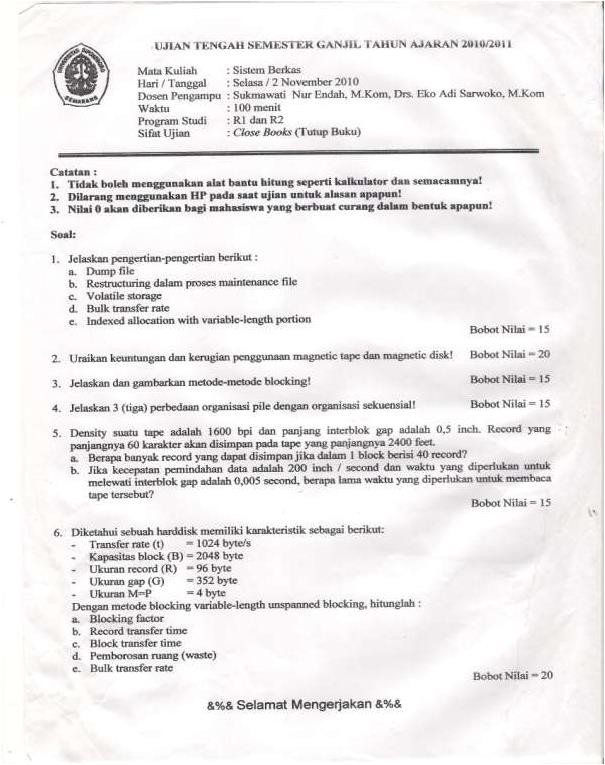 UJIAN TENGAH SEMESTER GANJIL TAHUN AJARAN 2010/2011
Mata Kuliah : Sistem Berkas
Hari / Tanggal : Selasa / 2 November 2010
Dosen Pengampu : Sukmawati Nur Endah, M.Kom, Drs. Eko Adi Sarwoko, M.Kom
Waktu : 100 menit
Program Studi : R1 dan R2
Sifat Ujian : Close Books (Tutup Buku)
SEMARANG
Catatan :
1. Tidak boleh menggunakan alat bantu hitung seperti kalkulator dan semacamnya!
2. Dilarang menggunakan HP pada saat ujian untuk alasan apapun!
3. Nilai 0 akan diberikan bagi mahasiswa yang berbuat curang dalam bentuk apapun!
Soal:
1. Jelaskan pengertian-pengertian berikut :
a. Dump file
b. Restructuring dalam proses maintenance file
c. Volatile storage
d. Bulk transfer rate
e. Indexed allocation with variable-length portion
Bobot Nilai = 15
2. Uraikan keuntungan dan kerugian penggunaan magnetic tape dan magnetic disk! Bobot Nilai = 20
3. Jelaskan dan gambarkan metode-metode blocking! Bobot Nilai = 15
4. Jelaskan 3 (tiga) perbedaan organisasi pile dengan organisasi sekuensial! Bobot Nilai = 15
5. Density suatu tape adalah 1600 bpi dan panjang interblok gap adalah 0,5 inch. Record yang
panjangnya 60 karakter akan disimpan pada tape yang panjangnya 2400 feet.
a. Berapa banyak record yang dapat disimpan jika dalam 1 block berisi 40 record?
b. Jika kecepatan pemindahan data adalah 200 inch / second dan waktu yang diperlukan untuk
melewati interblok gap adalah 0,005 second, berapa lama waktu yang diperlukan untuk membaca
tape tersebut?
Bobot Nilai = 15
6. Diketahui sebuah harddisk memiliki karakteristik sebagai berikut:
- Transfer rate (t) = 1024 byte/s
- Kapasitas block (B) = 2048 byte
- Ukuran record (R) = 96 byte
- Ukuran gap (G) = 352 byte
- Ukuran M=P = 4 byte
Dengan metode blocking variable-length unspanned blocking, hitunglah :
a. Blocking factor
b. Record transfer time
c. Block transfer time
d. Pemborosan ruang (waste)
e. Bulk transfer rate
Bobot Nilai = 20
&%& Selamat Mengerjakan &%&